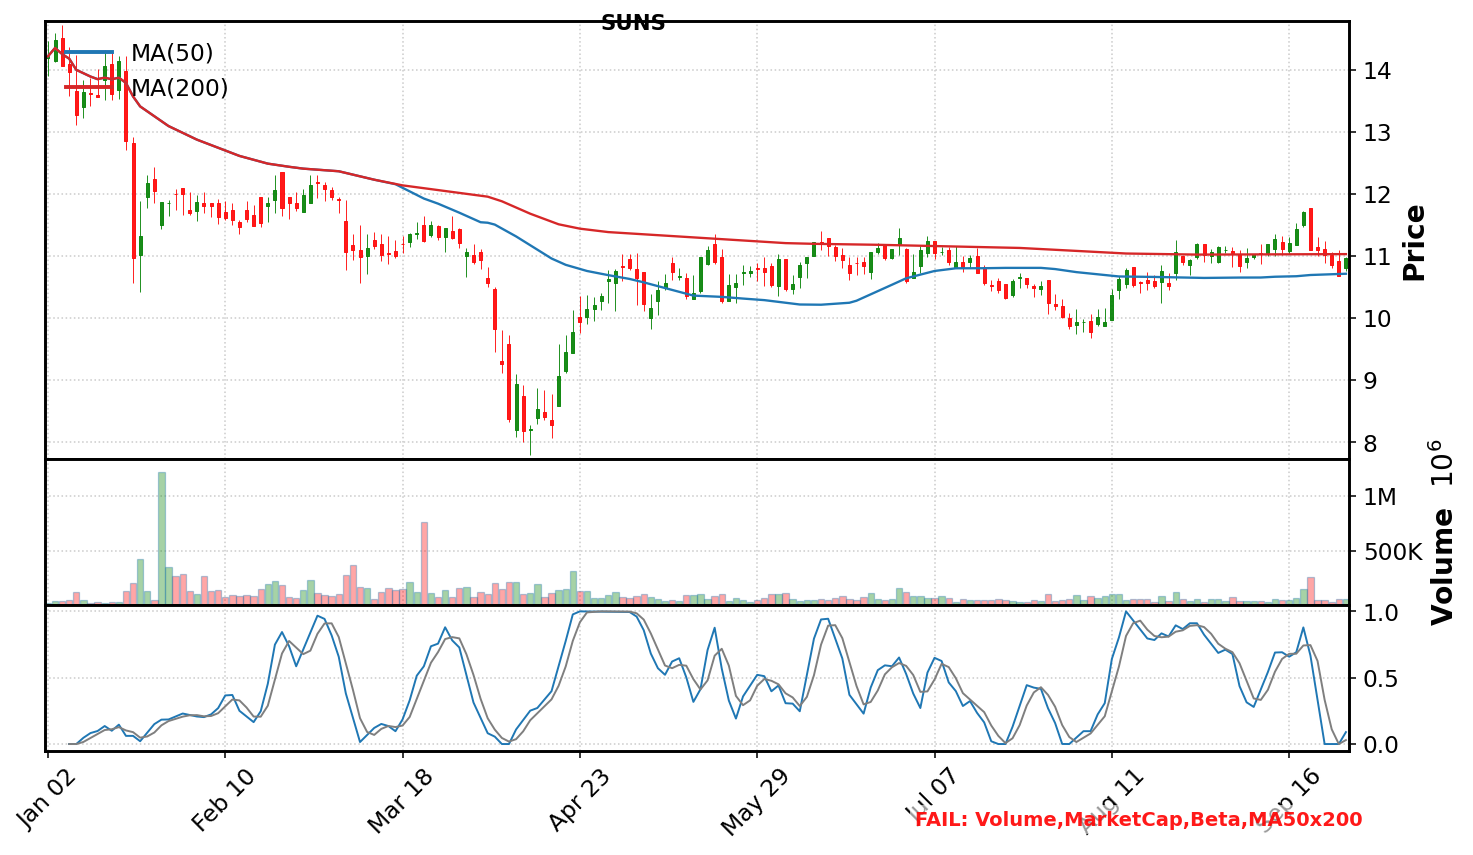 SUNS
MA(50)
MA(200)
14
13
12
11
10
9
8
Price
1M
500K
Volume 10⁶
1.0
0.5
0.0
Jan 02
Feb 10
Mar 18
Apr 23
May 29
Jul 07
Aug 11
Sep 16
FAIL: Volume,MarketCap,Beta,MA50x200